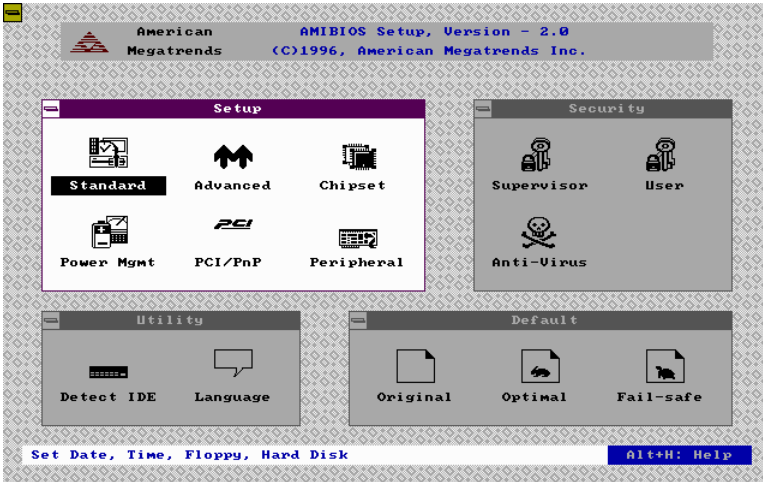 American
Megatrends
AMIBIOS Setup, Version - 2.0
(C)1996, American Megatrends Inc.
Setup
Standard
Advanced
Chipset
Power Mgmt
PCI
PCI/PnP
Peripheral
Security
Supervisor
User
Anti-Virus
Utility
Detect IDE
Language
Default
Original
Optimal
Fail-safe
Set Date, Time, Floppy, Hard Disk
Alt+H: Help